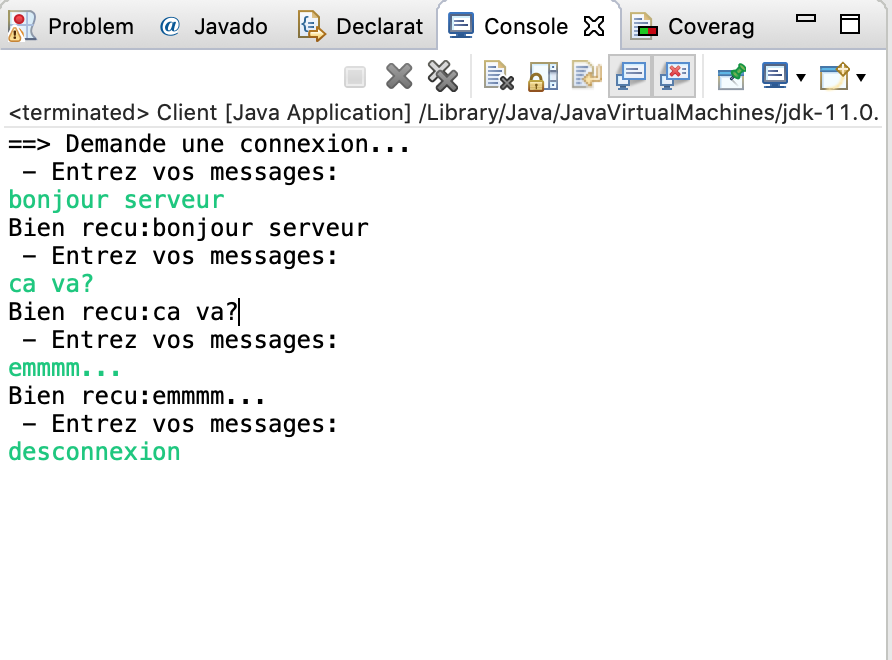 Problem @ Javado Declarat Console Coverag
<terminated> Client [Java Application] /Library/Java/JavaVirtualMachines/jdk-11.0.
==> Demande une connexion...
 - Entrez vos messages:
bonjour serveur
Bien recu:bonjour serveur
 - Entrez vos messages:
ca va?
Bien recu:ca va?
 - Entrez vos messages:
emmmm...
Bien recu:emmmm...
 - Entrez vos messages:
desconnexion